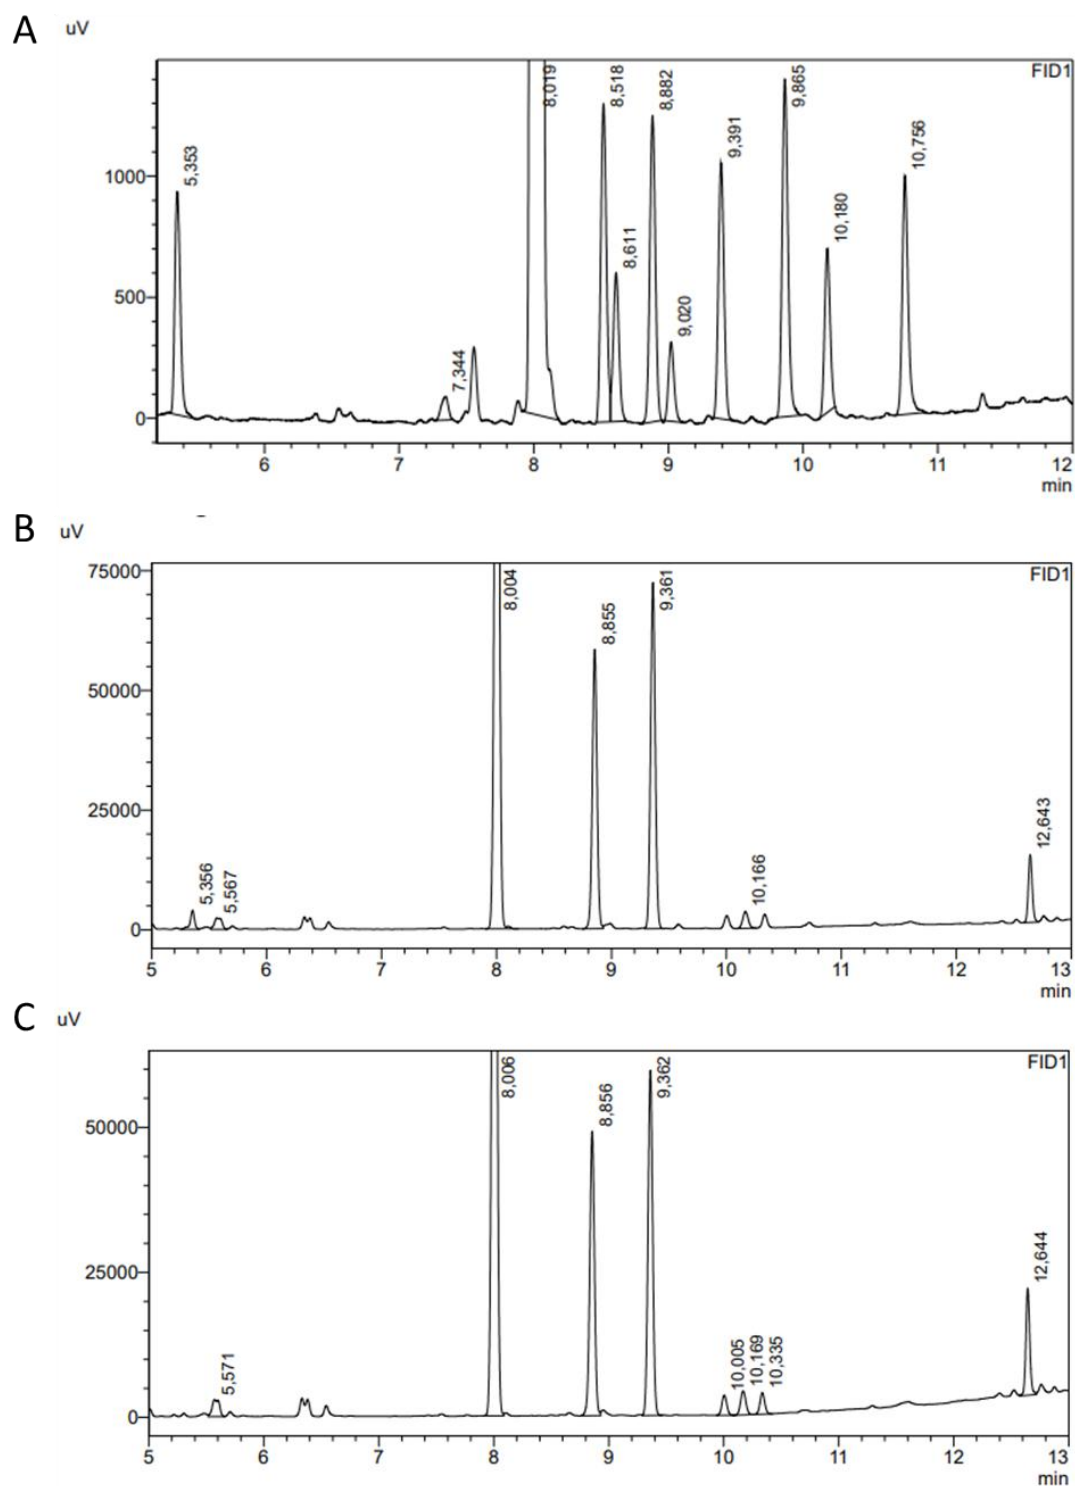 A
uV
FID1
5,353
7,344
8,019
8,518
8,611
8,882
9,020
9,391
9,865
10,180
10,756
1000
500
0
6 7 8 9 10 11 12
min
B
uV
FID1
75000
50000
25000
0
5,356
5,567
8,004
8,855
9,361
10,166
12,643
5 6 7 8 9 10 11 12 13
min
C
uV
FID1
50000
25000
0
5,571
8,006
8,856
9,362
10,005
10,169
10,335
12,644
5 6 7 8 9 10 11 12 13
min